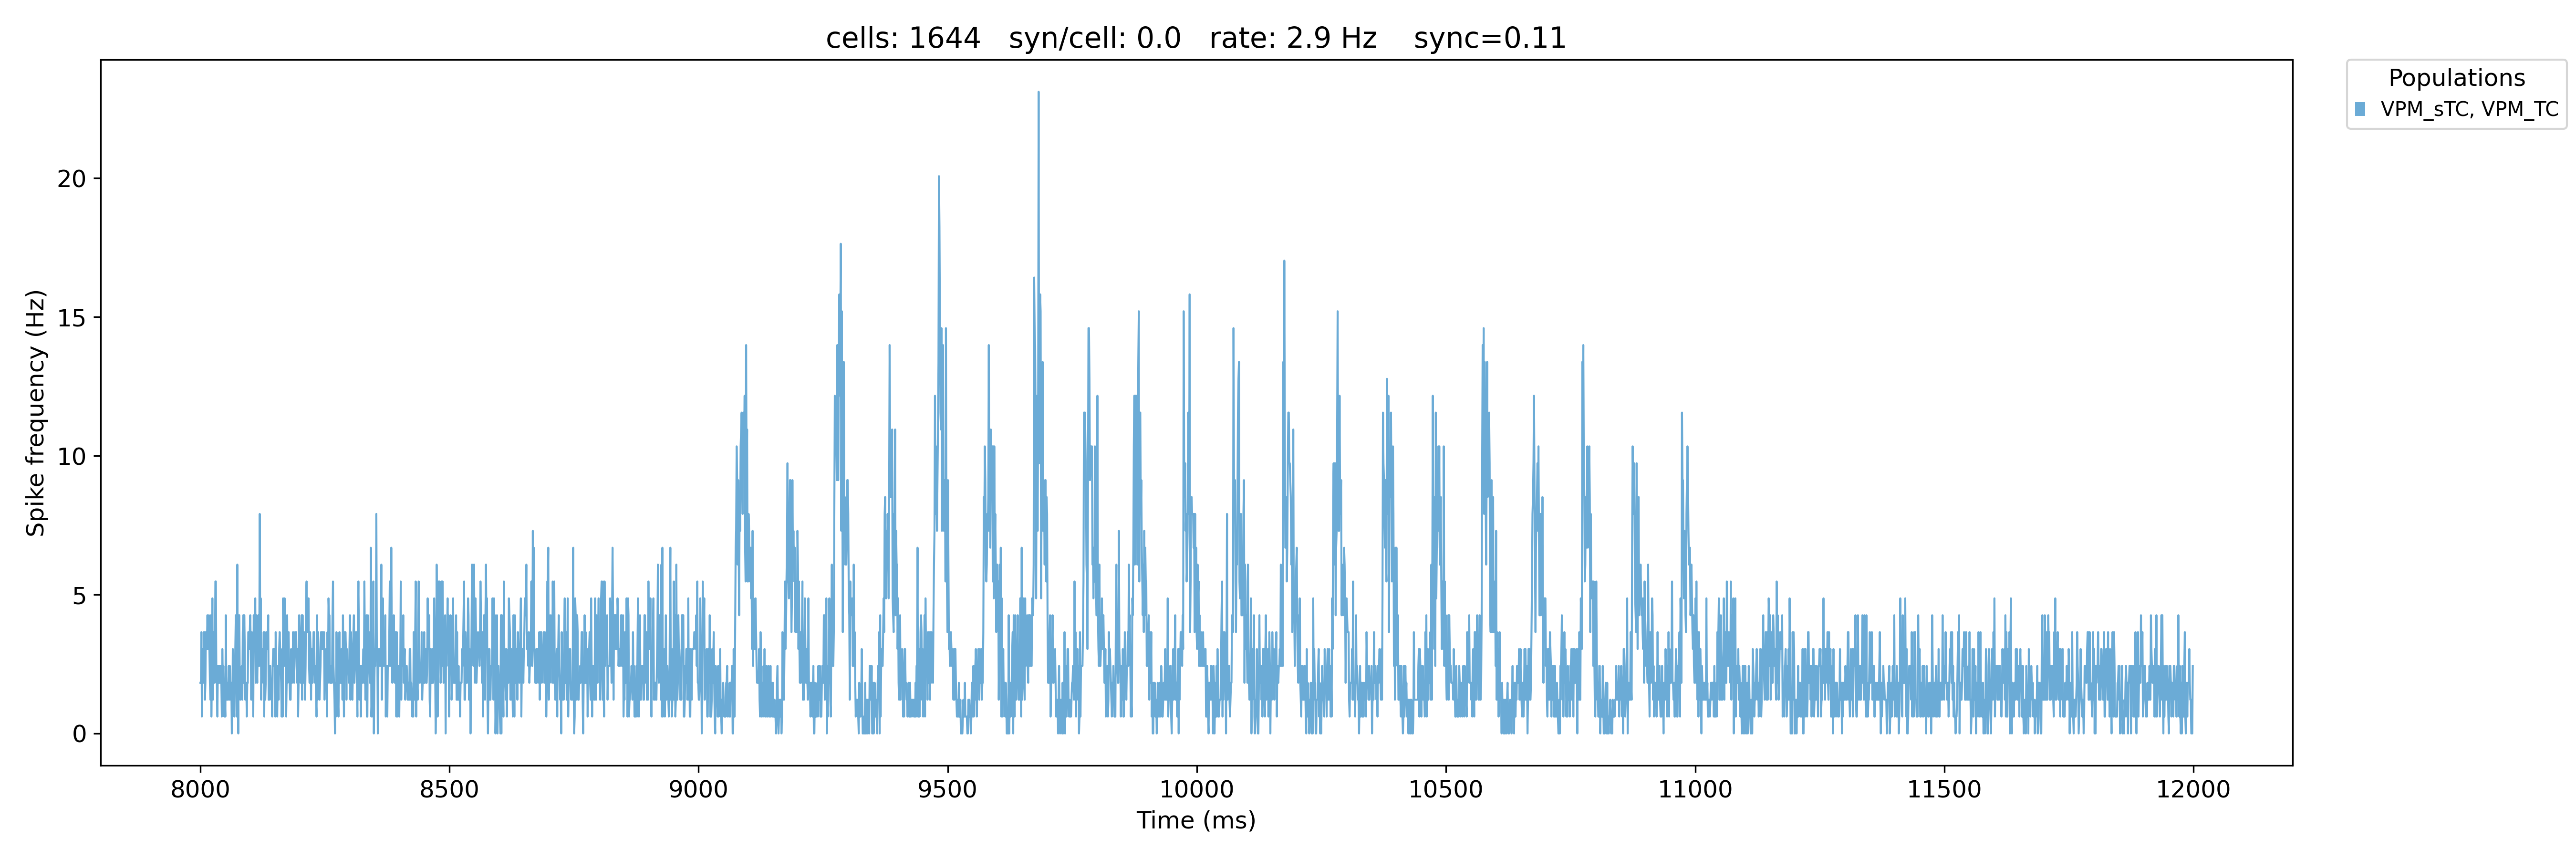 cells: 1644   syn/cell: 0.0   rate: 2.9 Hz    sync=0.11
Populations
VPM_sTC, VPM_TC
Spike frequency (Hz)
20
15
10
5
0
8000 8500 9000 9500 10000 10500 11000 11500 12000
Time (ms)